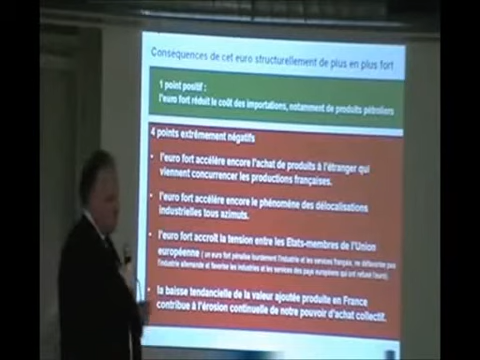 Conséquences de cet euro structurellement de plus en plus fort
1 point positif :
l'euro fort réduit le coût des importations, notamment de produits pétroliers
4 points extrêmement négatifs
• l'euro fort accélère encore l'achat de produits à l'étranger qui
viennent concurrencer les productions françaises.
• l'euro fort accélère encore le phénomène des délocalisations
industrielles tous azimuts.
• l'euro fort accroît la tension entre les Etats-membres de l'Union
européenne ( un euro fort pénalise lourdement l'industrie et les services français, ne défavorise pas
l'industrie allemande et favorise les industries et les services des pays européens qui ont refusé l'euro).
• la baisse tendancielle de la valeur ajoutée produite en France
contribue à l'érosion continuelle de notre pouvoir d'achat collectif.